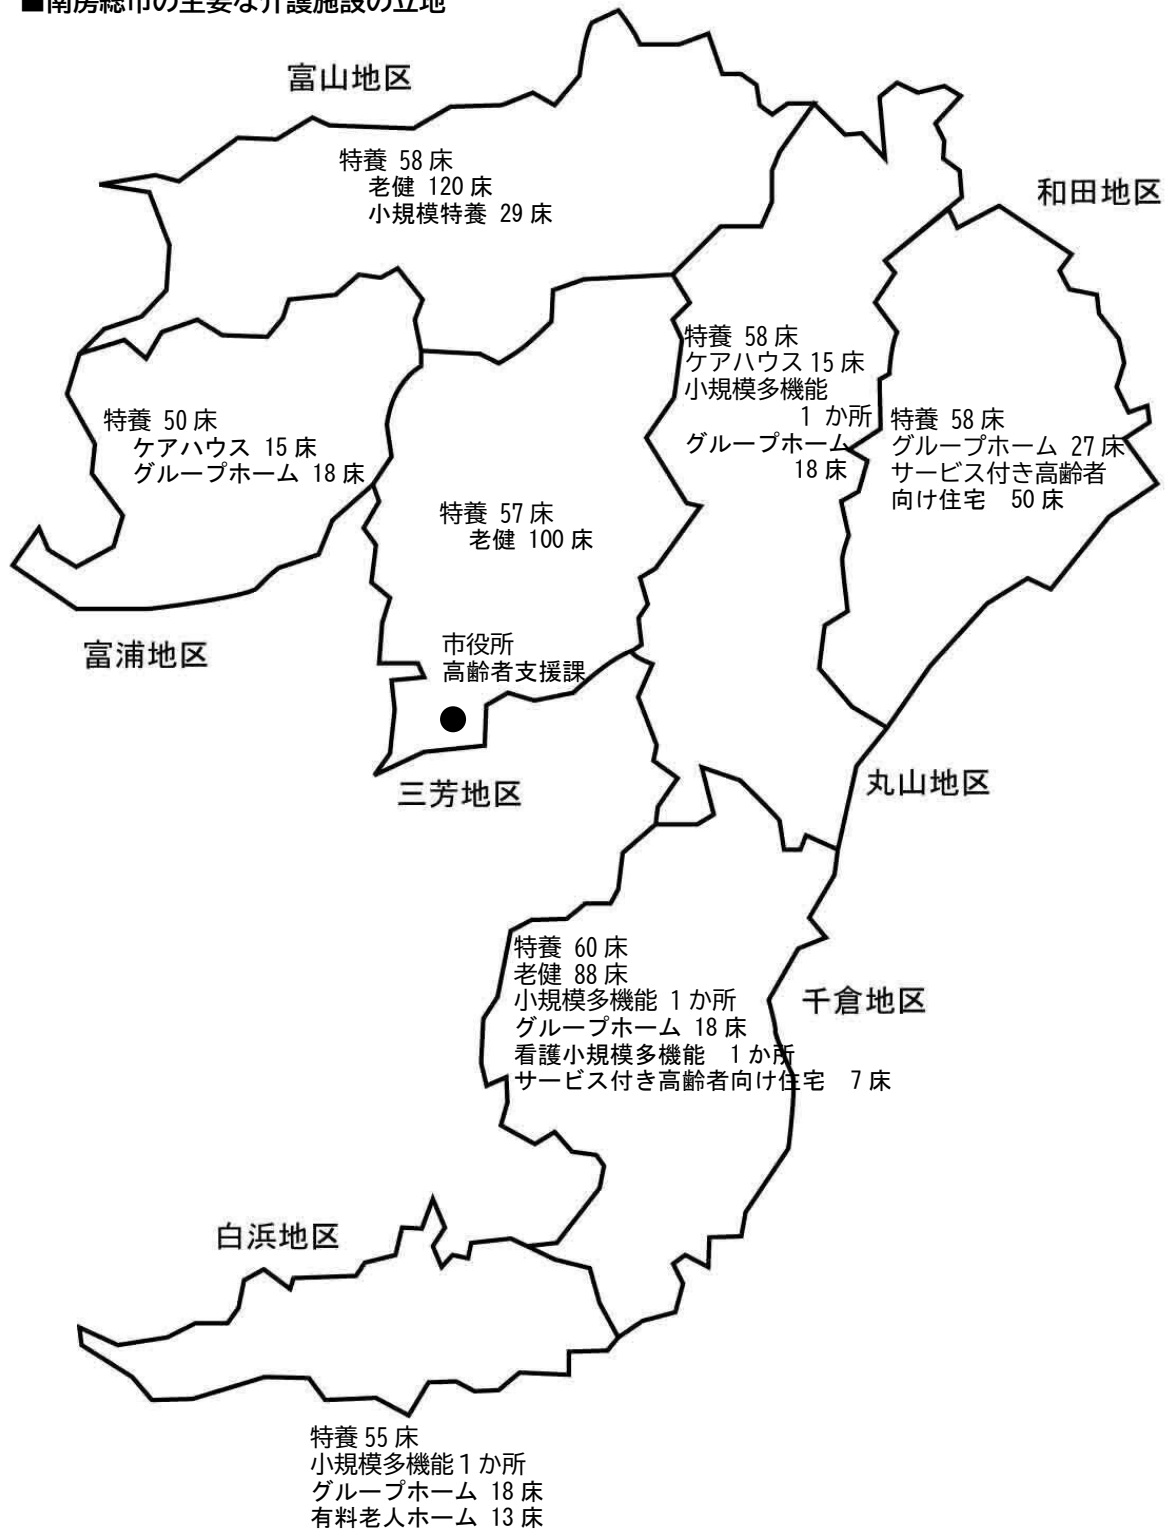 ■南房総市の主要な介護施設の立地
富山地区
特養 58 床
老健 120 床
小規模特養 29 床
和田地区
特養 58 床
グループホーム 27 床
サービス付き高齢者
向け住宅 50 床
特養 58 床
ケアハウス 15 床
小規模多機能
1 か所
グループホーム
18 床
特養 50 床
ケアハウス 15 床
グループホーム 18 床
富浦地区
特養 57 床
老健 100 床
市役所
高齢者支援課
三芳地区
丸山地区
特養 60 床
老健 88 床
小規模多機能 1 か所
グループホーム 18 床
看護小規模多機能 1 か所
サービス付き高齢者向け住宅 7 床
千倉地区
白浜地区
特養 55 床
小規模多機能 1 か所
グループホーム 18 床
有料老人ホーム 13 床